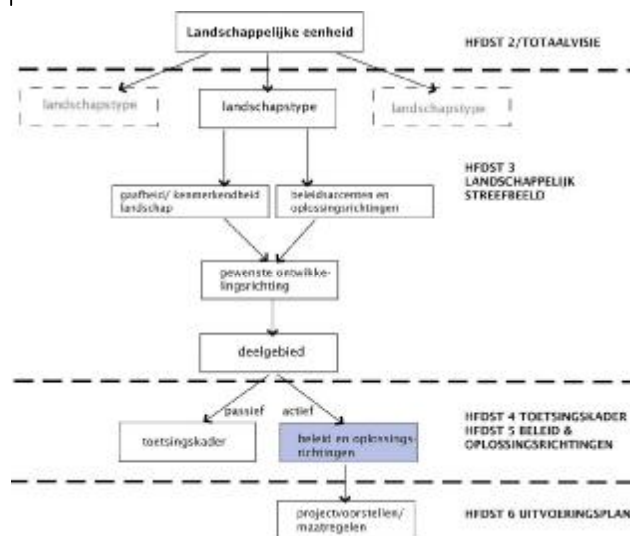 Landschappelijke eenheid
HFDST 2/TOTAALVISIE
landschapstype
landschapstype
landschapstype
HFDST 3
LANDSCHAPPELIJK
STREEFBEELD
gaafheid/ kenmerkendheid
landschap
beleidsaccenten en
oplossingsrichtingen
gewenste ontwikke-
lingsrichting
deelgebied
passief
actief
HFDST 4 TOETSINGSKADER
HFDST 5 BELEID &
OPLOSSINGSRICHTINGEN
toetsingskader
beleid en oplossings-
richtingen
projectvoorstellen/
maatregelen
HFDST 6 UITVOERINGSPLAN